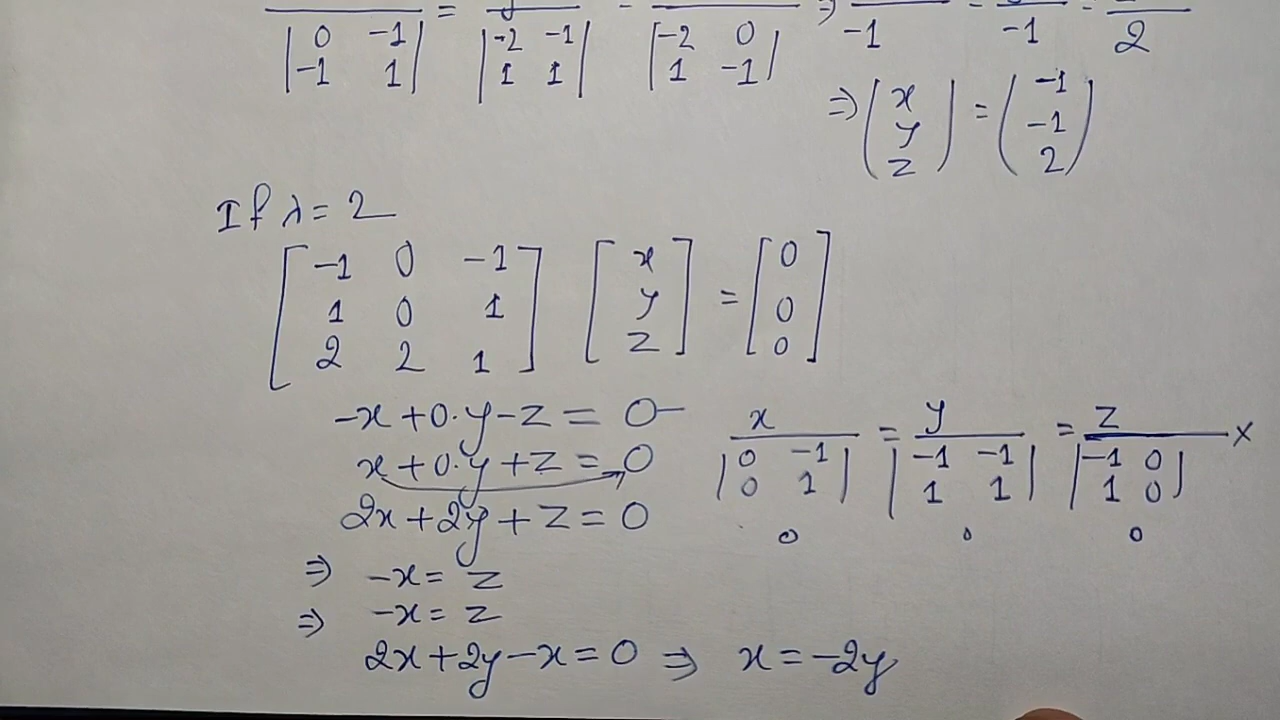 |0 -1| = |-2 -1| |-2 0| ⇒ -1 = -1 = 2
|-1 1| |1 1| |1 -1|
⇒ (x) = (-1)
(y) (-1)
(z) (2)
If λ = 2
[-1 0 -1] [x] = [0]
[1 0 1] [y] [0]
[2 2 1] [z] [0]
-x + 0·y - z = 0
x + 0·y + z = 0
2x + 2y + z = 0
x = y = z ×
|0 -1| |-1 -1| |-1 0|
|0 1| |1 1| |1 0|
0 0 0
⇒ -x = z
⇒ -x = z
2x + 2y - x = 0 ⇒ x = -2y